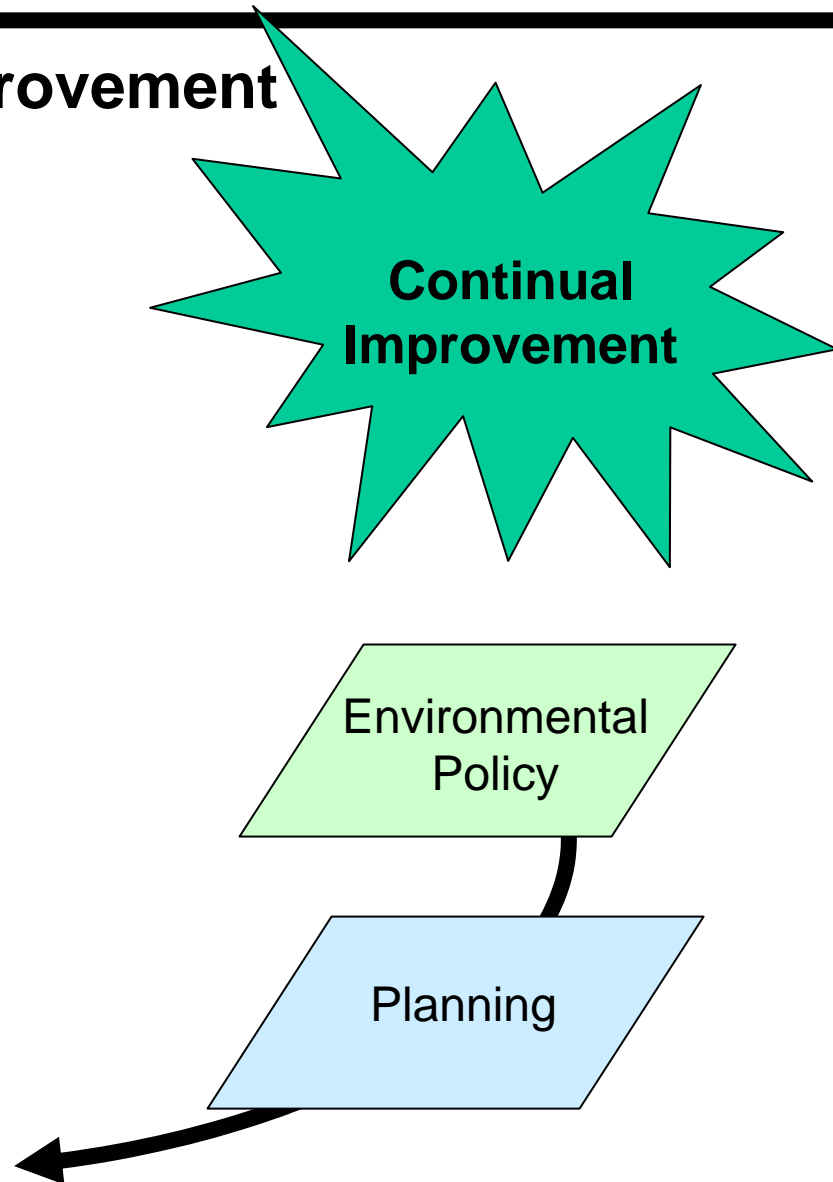 rovement
Continual
Improvement
Environmental
Policy
Planning